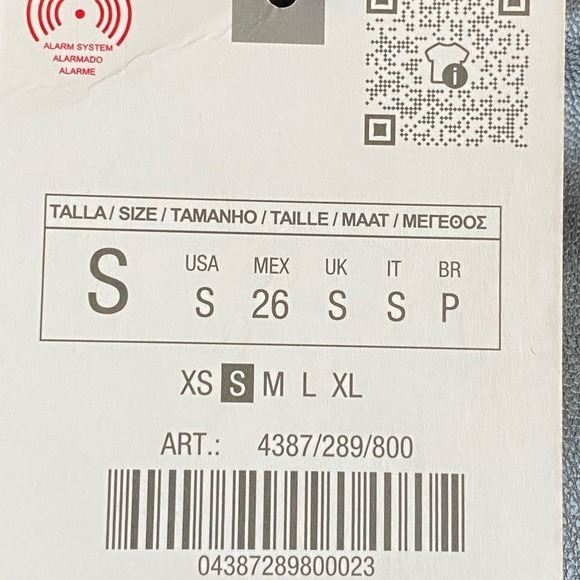 ALARM SYSTEM
ALARMADO
ALARME
i
TALLA / SIZE / TAMANHO / TAILLE / MAAT / ΜΕΓΕΘΟΣ
S
USA MEX UK IT BR
S 26 S S P
XS S M L XL
ART.: 4387/289/800
04387289800023